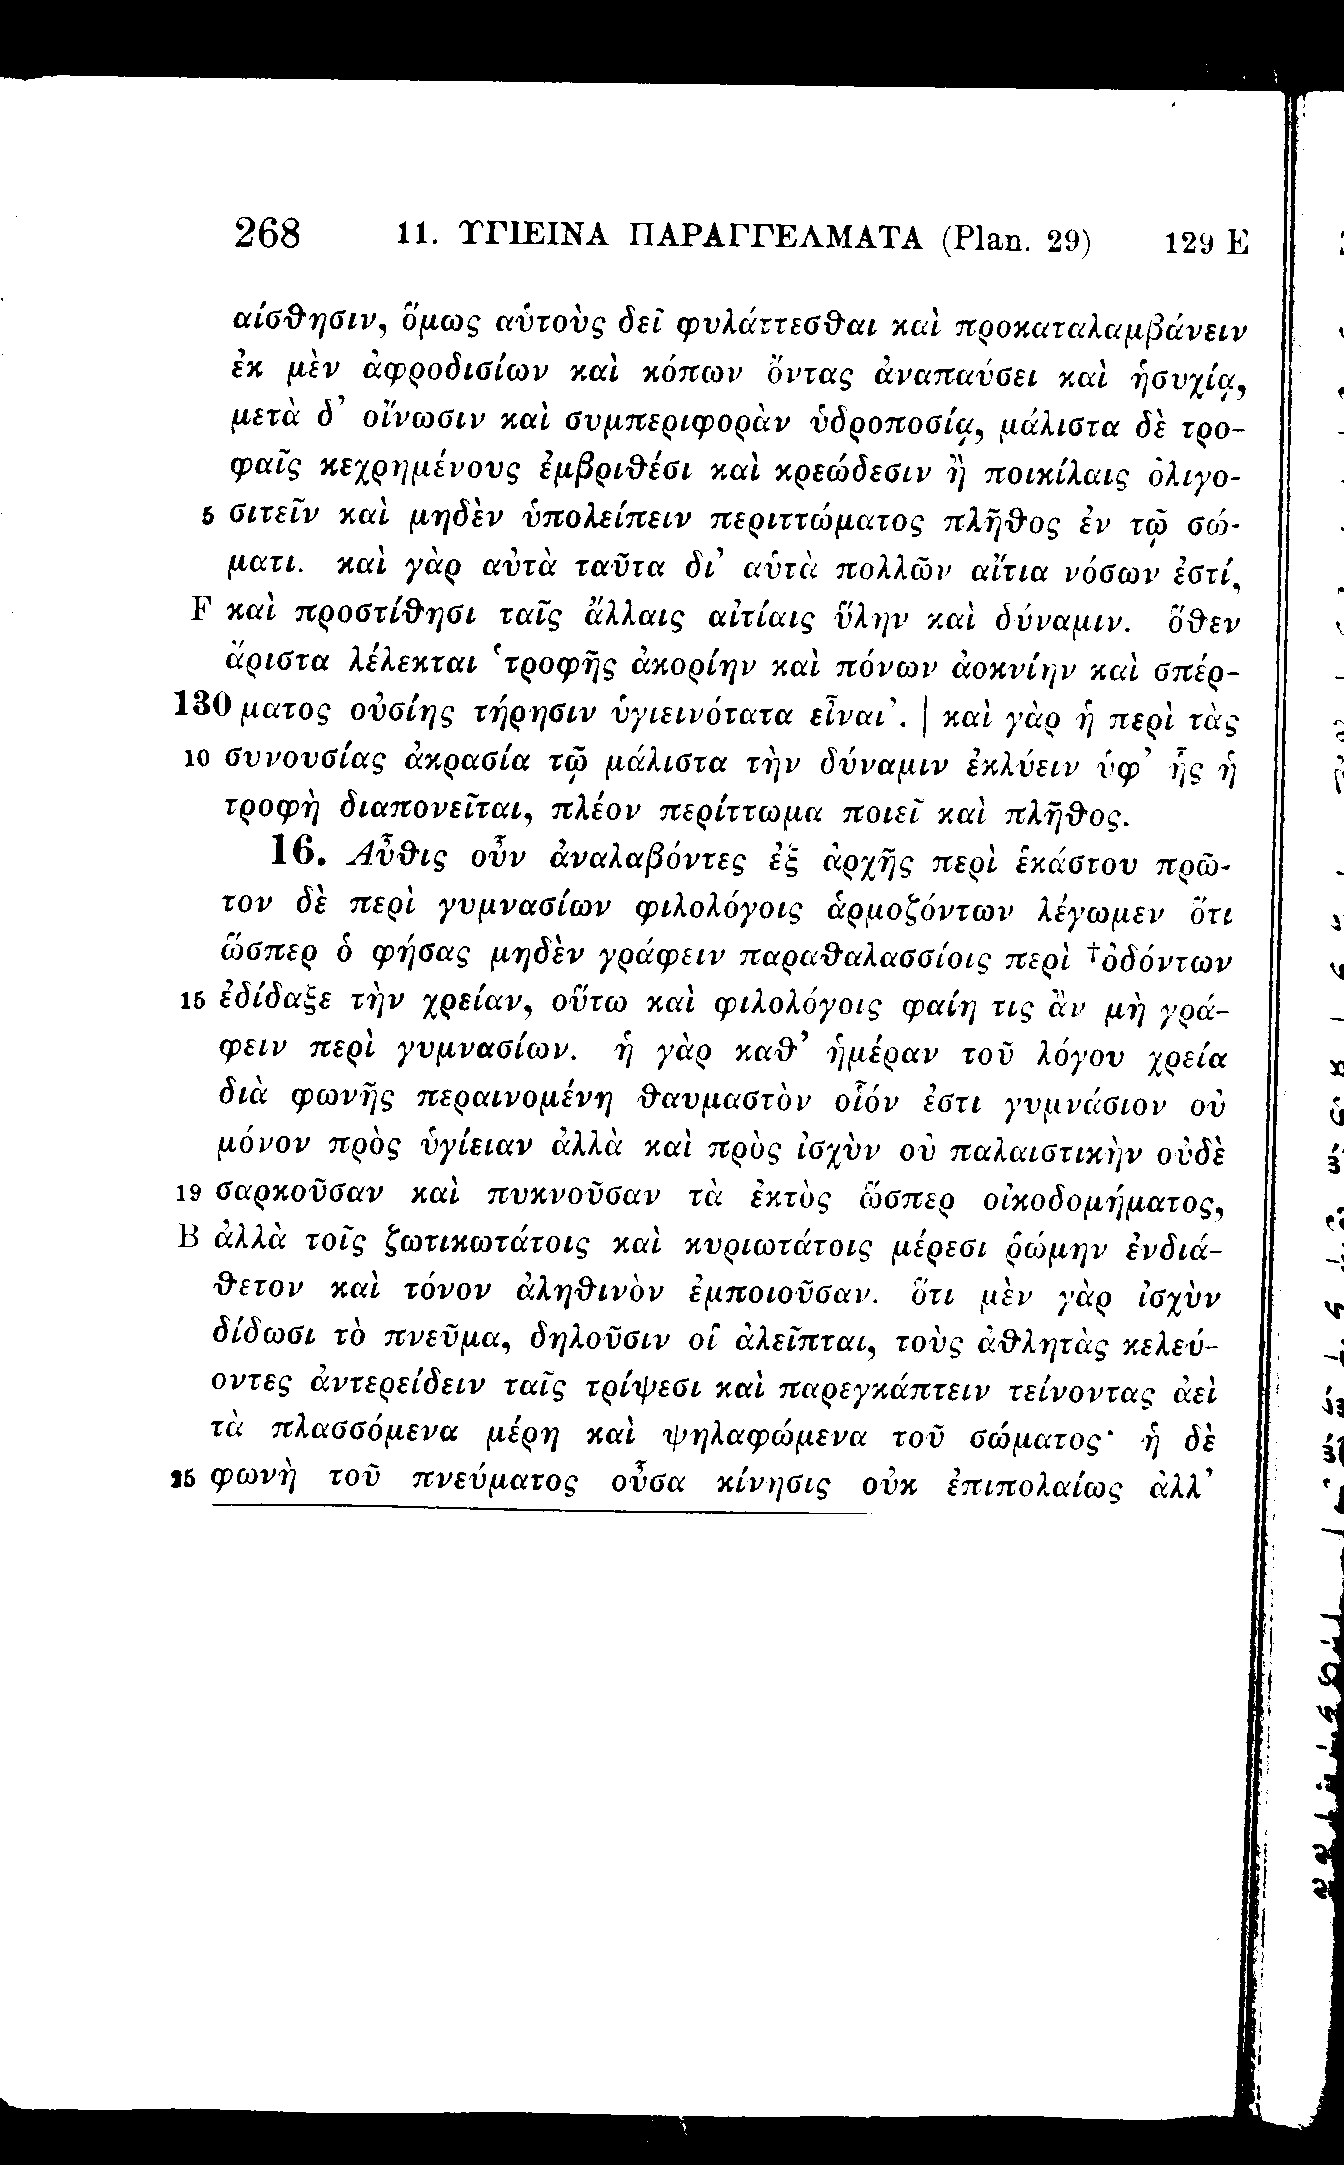 268 11. ΥΓΙΕΙΝΑ ΠΑΡΑΓΓΕΛΜΑΤΑ (Plan. 29) 129 E
αίσθησιν, ὅμως αὑτοὺς δεῖ φυλάττεσθαι καὶ προκαταλαμβάνειν
ἐκ μὲν ἀφροδισίων καὶ κόπων ὄντας ἀναπαύσει καὶ ἡσυχίᾳ,
μετὰ δ᾽ οἴνωσιν καὶ συμπεριφορὰν ὑδροποσίᾳ, μάλιστα δὲ τρο-
φαῖς κεχρημένους ἐμβριθέσι καὶ κρεώδεσιν ἢ ποικίλαις ὀλιγο-
5 σιτεῖν καὶ μηδὲν ὑπολείπειν περιττώματος πλῆθος ἐν τῷ σώ-
ματι. καὶ γὰρ αὐτὰ ταῦτα δι᾽ αὑτὰ πολλῶν αἴτια νόσων ἐστί,
F καὶ προστίθησι ταῖς ἄλλαις αἰτίαις ὕλην καὶ δύναμιν. ὅθεν
ἄριστα λέλεκται ‘τροφῆς ἀκορίην καὶ πόνων ἀοκνίην καὶ σπέρ-
130 ματος οὐσίης τήρησιν ὑγιεινότατα εἶναι’. | καὶ γὰρ ἡ περὶ τὰς
10 συνουσίας ἀκρασία τῷ μάλιστα τὴν δύναμιν ἐκλύειν ὑφ᾽ ἧς ἡ
τροφὴ διαπονεῖται, πλέον περίττωμα ποιεῖ καὶ πλῆθος.
16. Αὖθις οὖν ἀναλαβόντες ἐξ ἀρχῆς περὶ ἑκάστου πρῶ-
τον δὲ περὶ γυμνασίων φιλολόγοις ἁρμοζόντων λέγωμεν ὅτι
ὥσπερ ὁ φήσας μηδὲν γράφειν παραθαλασσίοις περὶ †ὀδόντων
15 ἐδίδαξε τὴν χρείαν, οὕτω καὶ φιλολόγοις φαίη τις ἂν μὴ γρά-
φειν περὶ γυμνασίων. ἡ γὰρ καθ᾽ ἡμέραν τοῦ λόγου χρεία
διὰ φωνῆς περαινομένη θαυμαστὸν οἷόν ἐστι γυμνάσιον οὐ
μόνον πρὸς ὑγίειαν ἀλλὰ καὶ πρὸς ἰσχὺν οὐ παλαιστικὴν οὐδὲ
19 σαρκοῦσαν καὶ πυκνοῦσαν τὰ ἐκτὸς ὥσπερ οἰκοδομήματος,
B ἀλλὰ τοῖς ζωτικωτάτοις καὶ κυριωτάτοις μέρεσι ῥώμην ἐνδιά-
θετον καὶ τόνον ἀληθινὸν ἐμποιοῦσαν. ὅτι μὲν γὰρ ἰσχὺν
δίδωσι τὸ πνεῦμα, δηλοῦσιν οἱ ἀλεῖπται, τοὺς ἀθλητὰς κελεύ-
οντες ἀντερείδειν ταῖς τρίψεσι καὶ παρεγκάπτειν τείνοντας ἀεὶ
τὰ πλασσόμενα μέρη καὶ ψηλαφώμενα τοῦ σώματος· ἡ δὲ
25 φωνὴ τοῦ πνεύματος οὖσα κίνησις οὐκ ἐπιπολαίως ἀλλ᾽